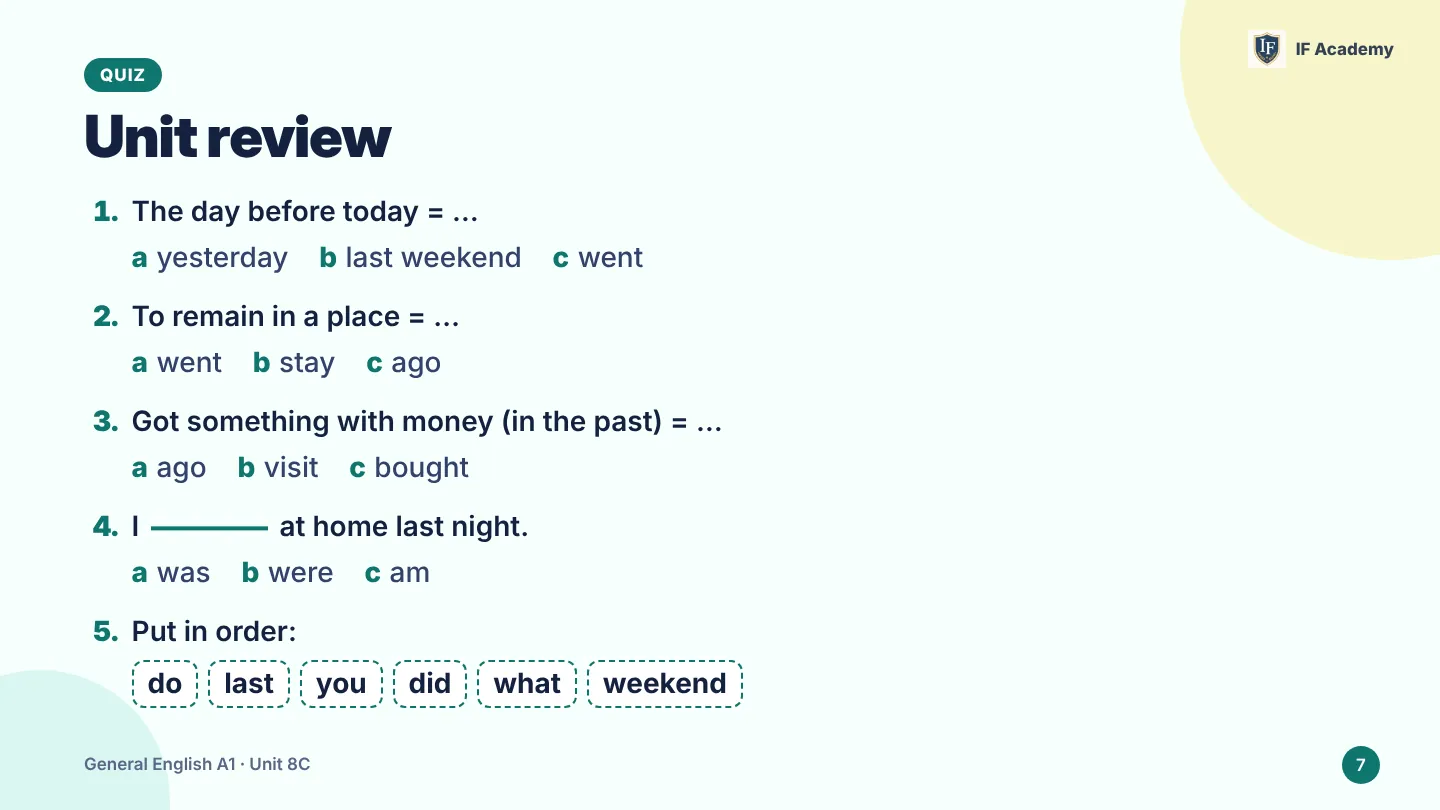 IF
IF Academy
QUIZ
Unit review
1. The day before today = ...
a yesterday b last weekend c went
2. To remain in a place = ...
a went b stay c ago
3. Got something with money (in the past) = ...
a ago b visit c bought
4. I ______ at home last night.
a was b were c am
5. Put in order:
do last you did what weekend
General English A1 · Unit 8C
7